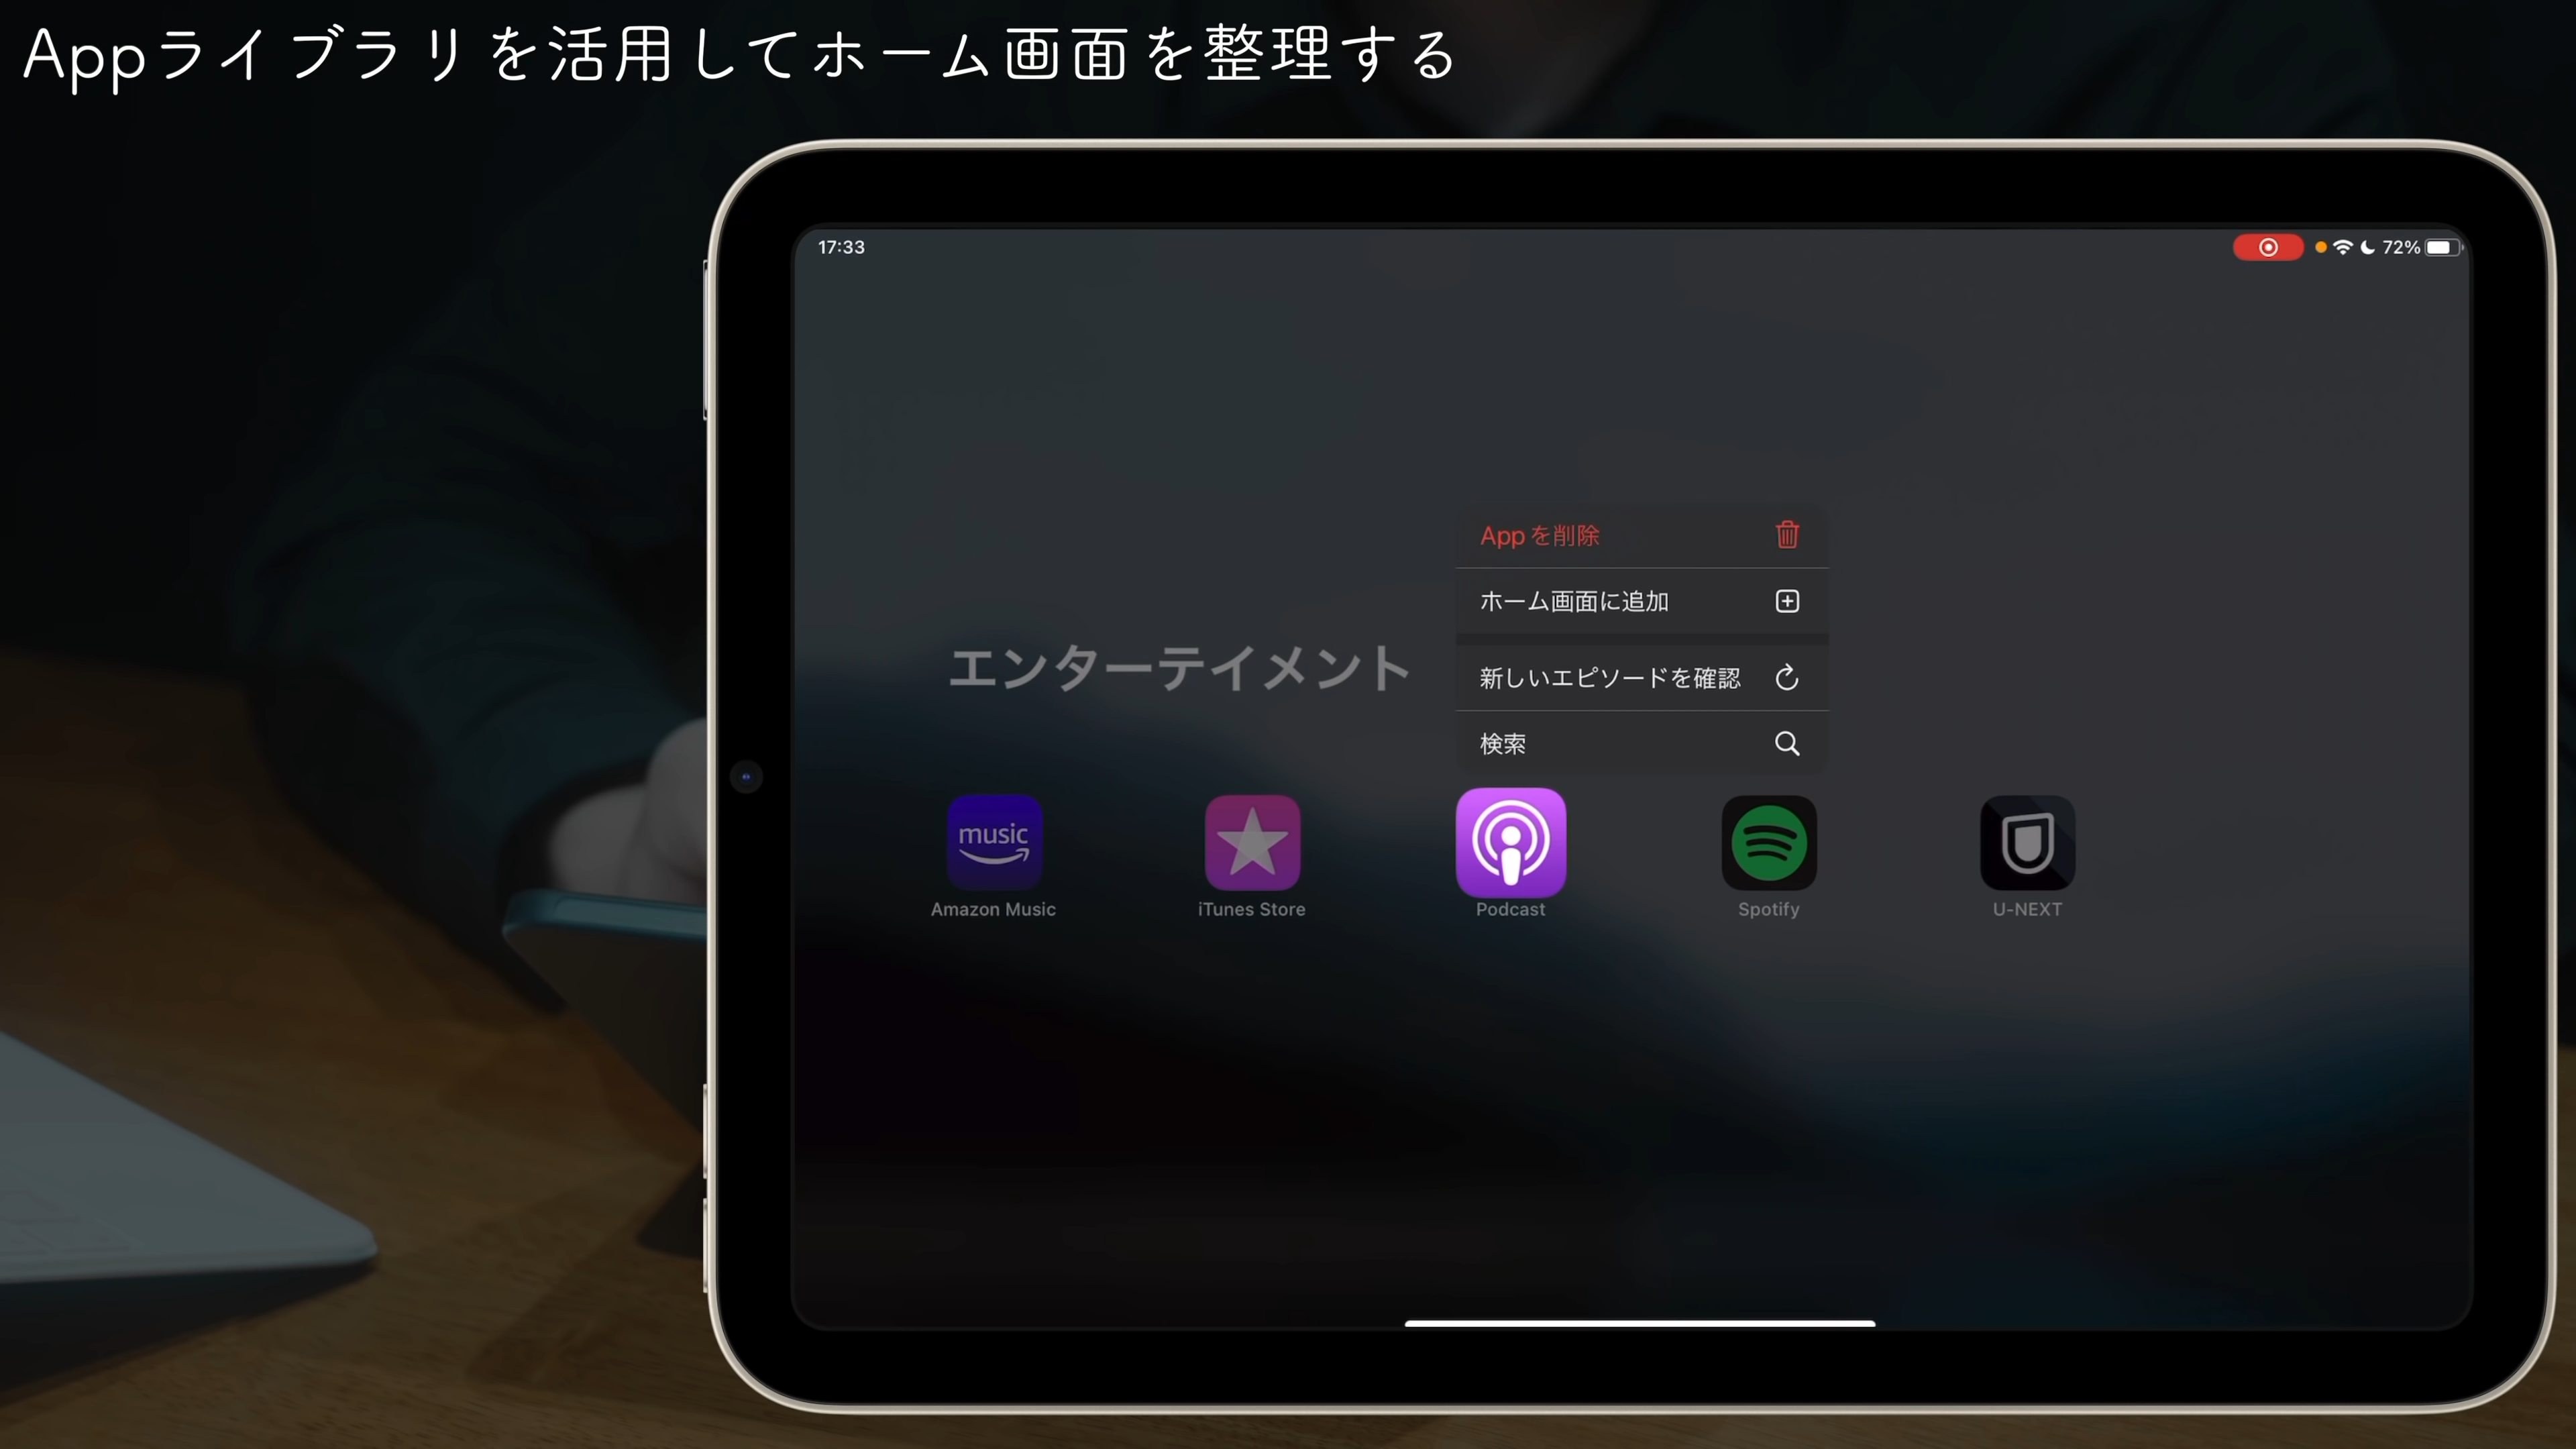 Appライブラリを活用してホーム画面を整理する
17:33
72%
Appを削除
ホーム画面に追加
エンターテイメント
新しいエピソードを確認
検索
music
Amazon Music
iTunes Store
Podcast
Spotify
U-NEXT